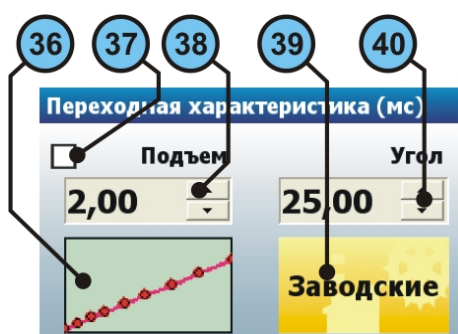 36 37 38 39 40
Переходная характеристика (мс)
Подъем Угол
2,00 25,00
Заводские